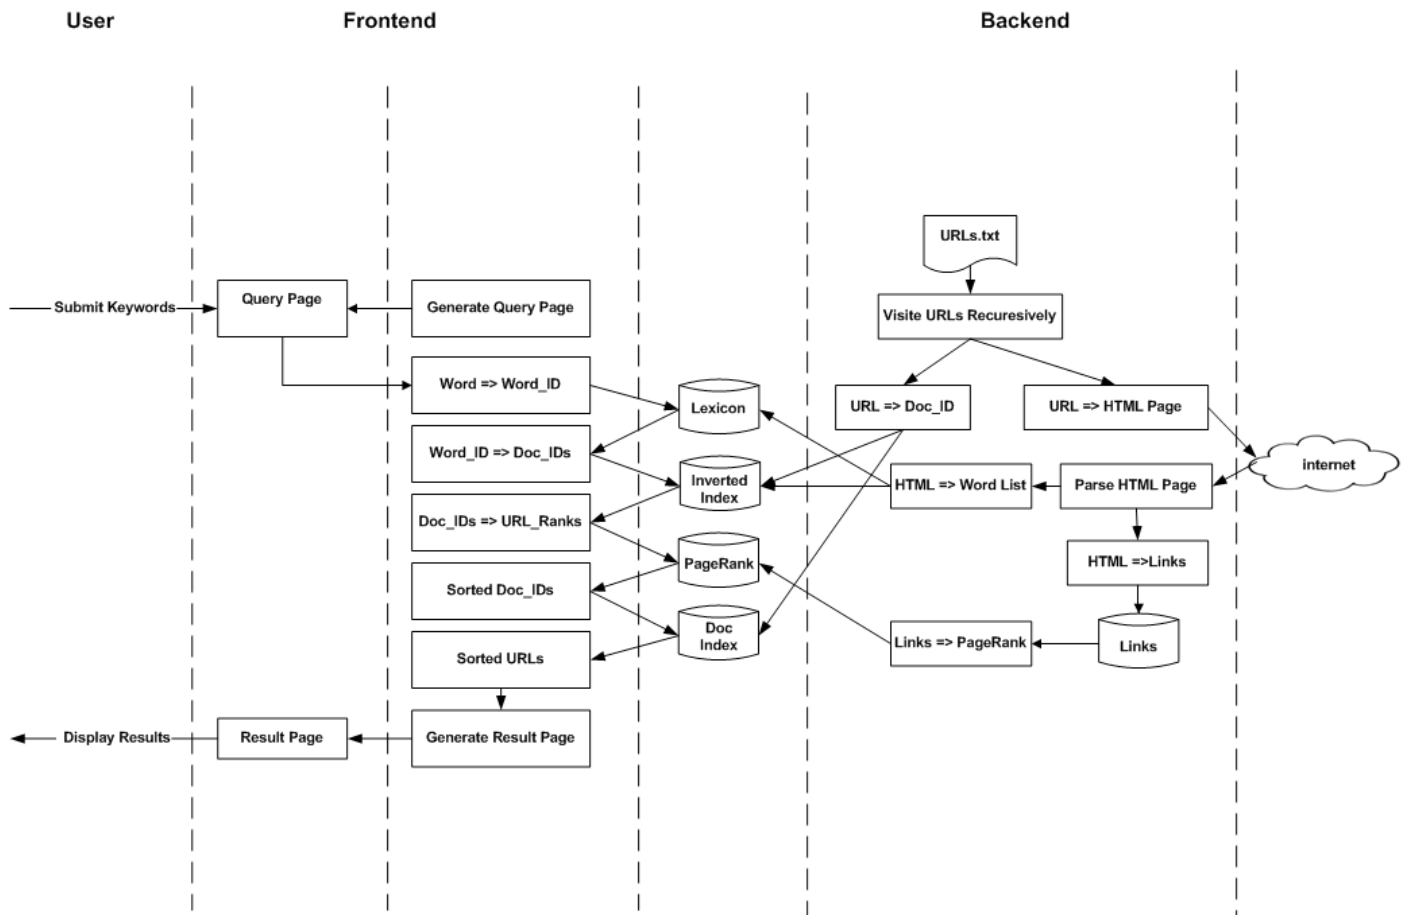 User
Frontend
Backend
URLs.txt
Submit Keywords
Query Page
Generate Query Page
Visite URLs Recuresively
Word => Word_ID
Lexicon
URL => Doc_ID
URL => HTML Page
Word_ID => Doc_IDs
Inverted
Index
HTML => Word List
Parse HTML Page
internet
Doc_IDs => URL_Ranks
PageRank
HTML =>Links
Sorted Doc_IDs
Doc
Index
Links => PageRank
Links
Sorted URLs
Display Results
Result Page
Generate Result Page